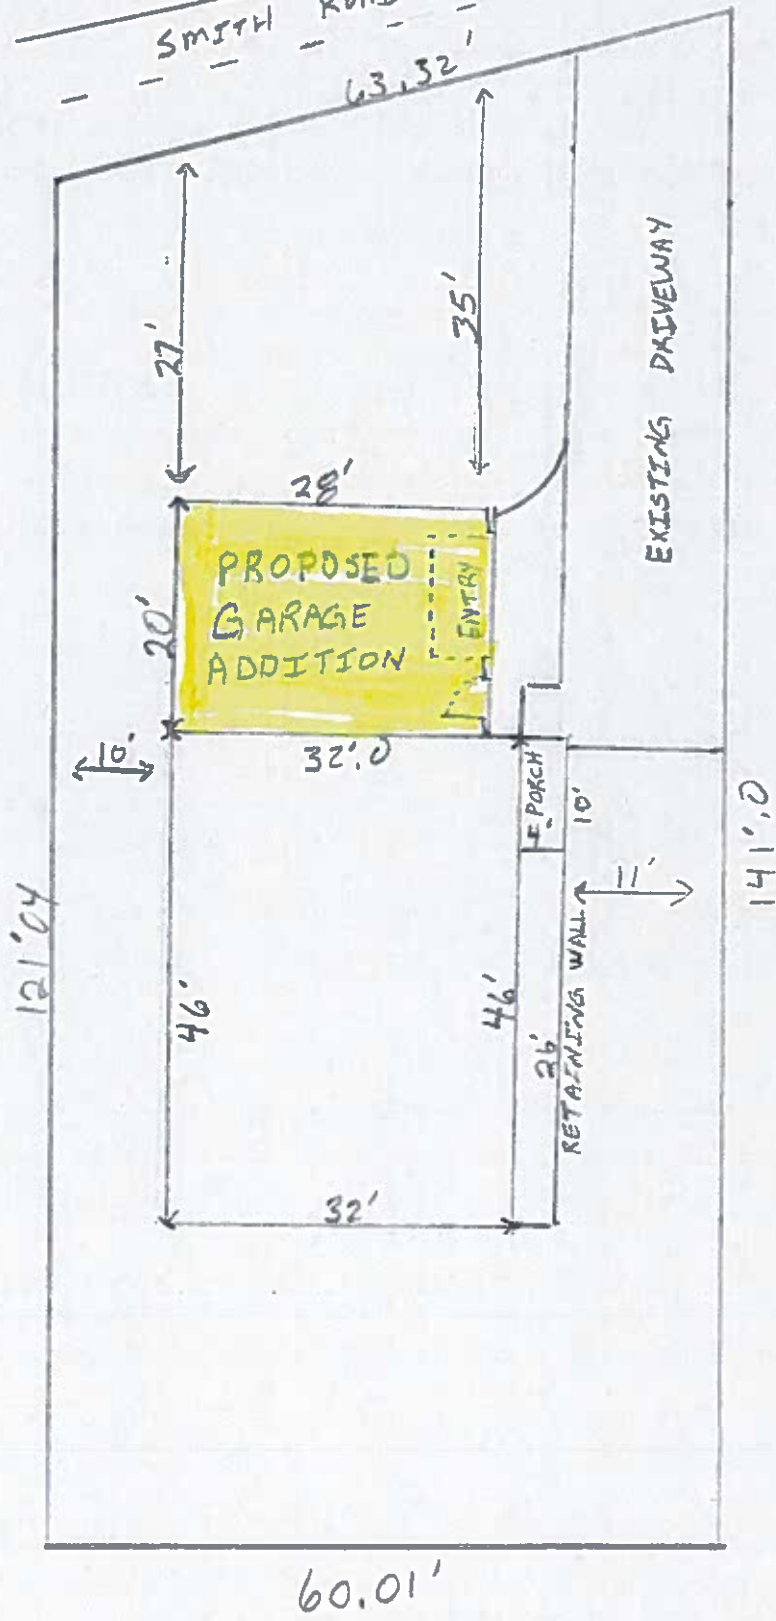 SMITH ROAD
63.32'
27'
35'
EXISTING DRIVEWAY
28'
20'
PROPOSED
GARAGE
ADDITION
ENTRY
10'
32'.0
PORCH
10'
11'
121'04
141'.0
46'
46'
26'
RETAINING WALL
32'
60.01'